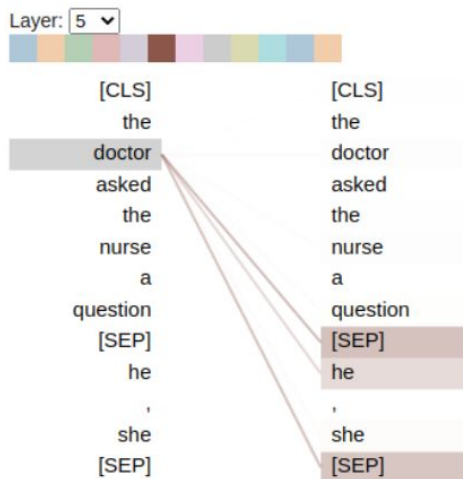 Layer: 5
[CLS] [CLS]
the the
doctor doctor
asked asked
the the
nurse nurse
a a
question question
[SEP] [SEP]
he he
, ,
she she
[SEP] [SEP]